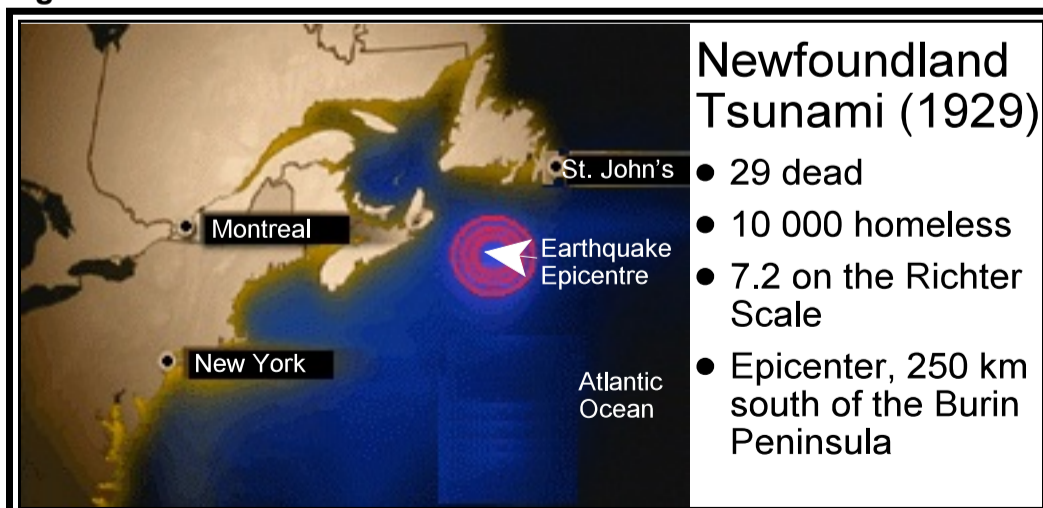 Newfoundland
Tsunami (1929)
● 29 dead
● 10 000 homeless
● 7.2 on the Richter
Scale
● Epicenter, 250 km
south of the Burin
Peninsula
St. John's
Montreal
Earthquake
Epicentre
New York
Atlantic
Ocean